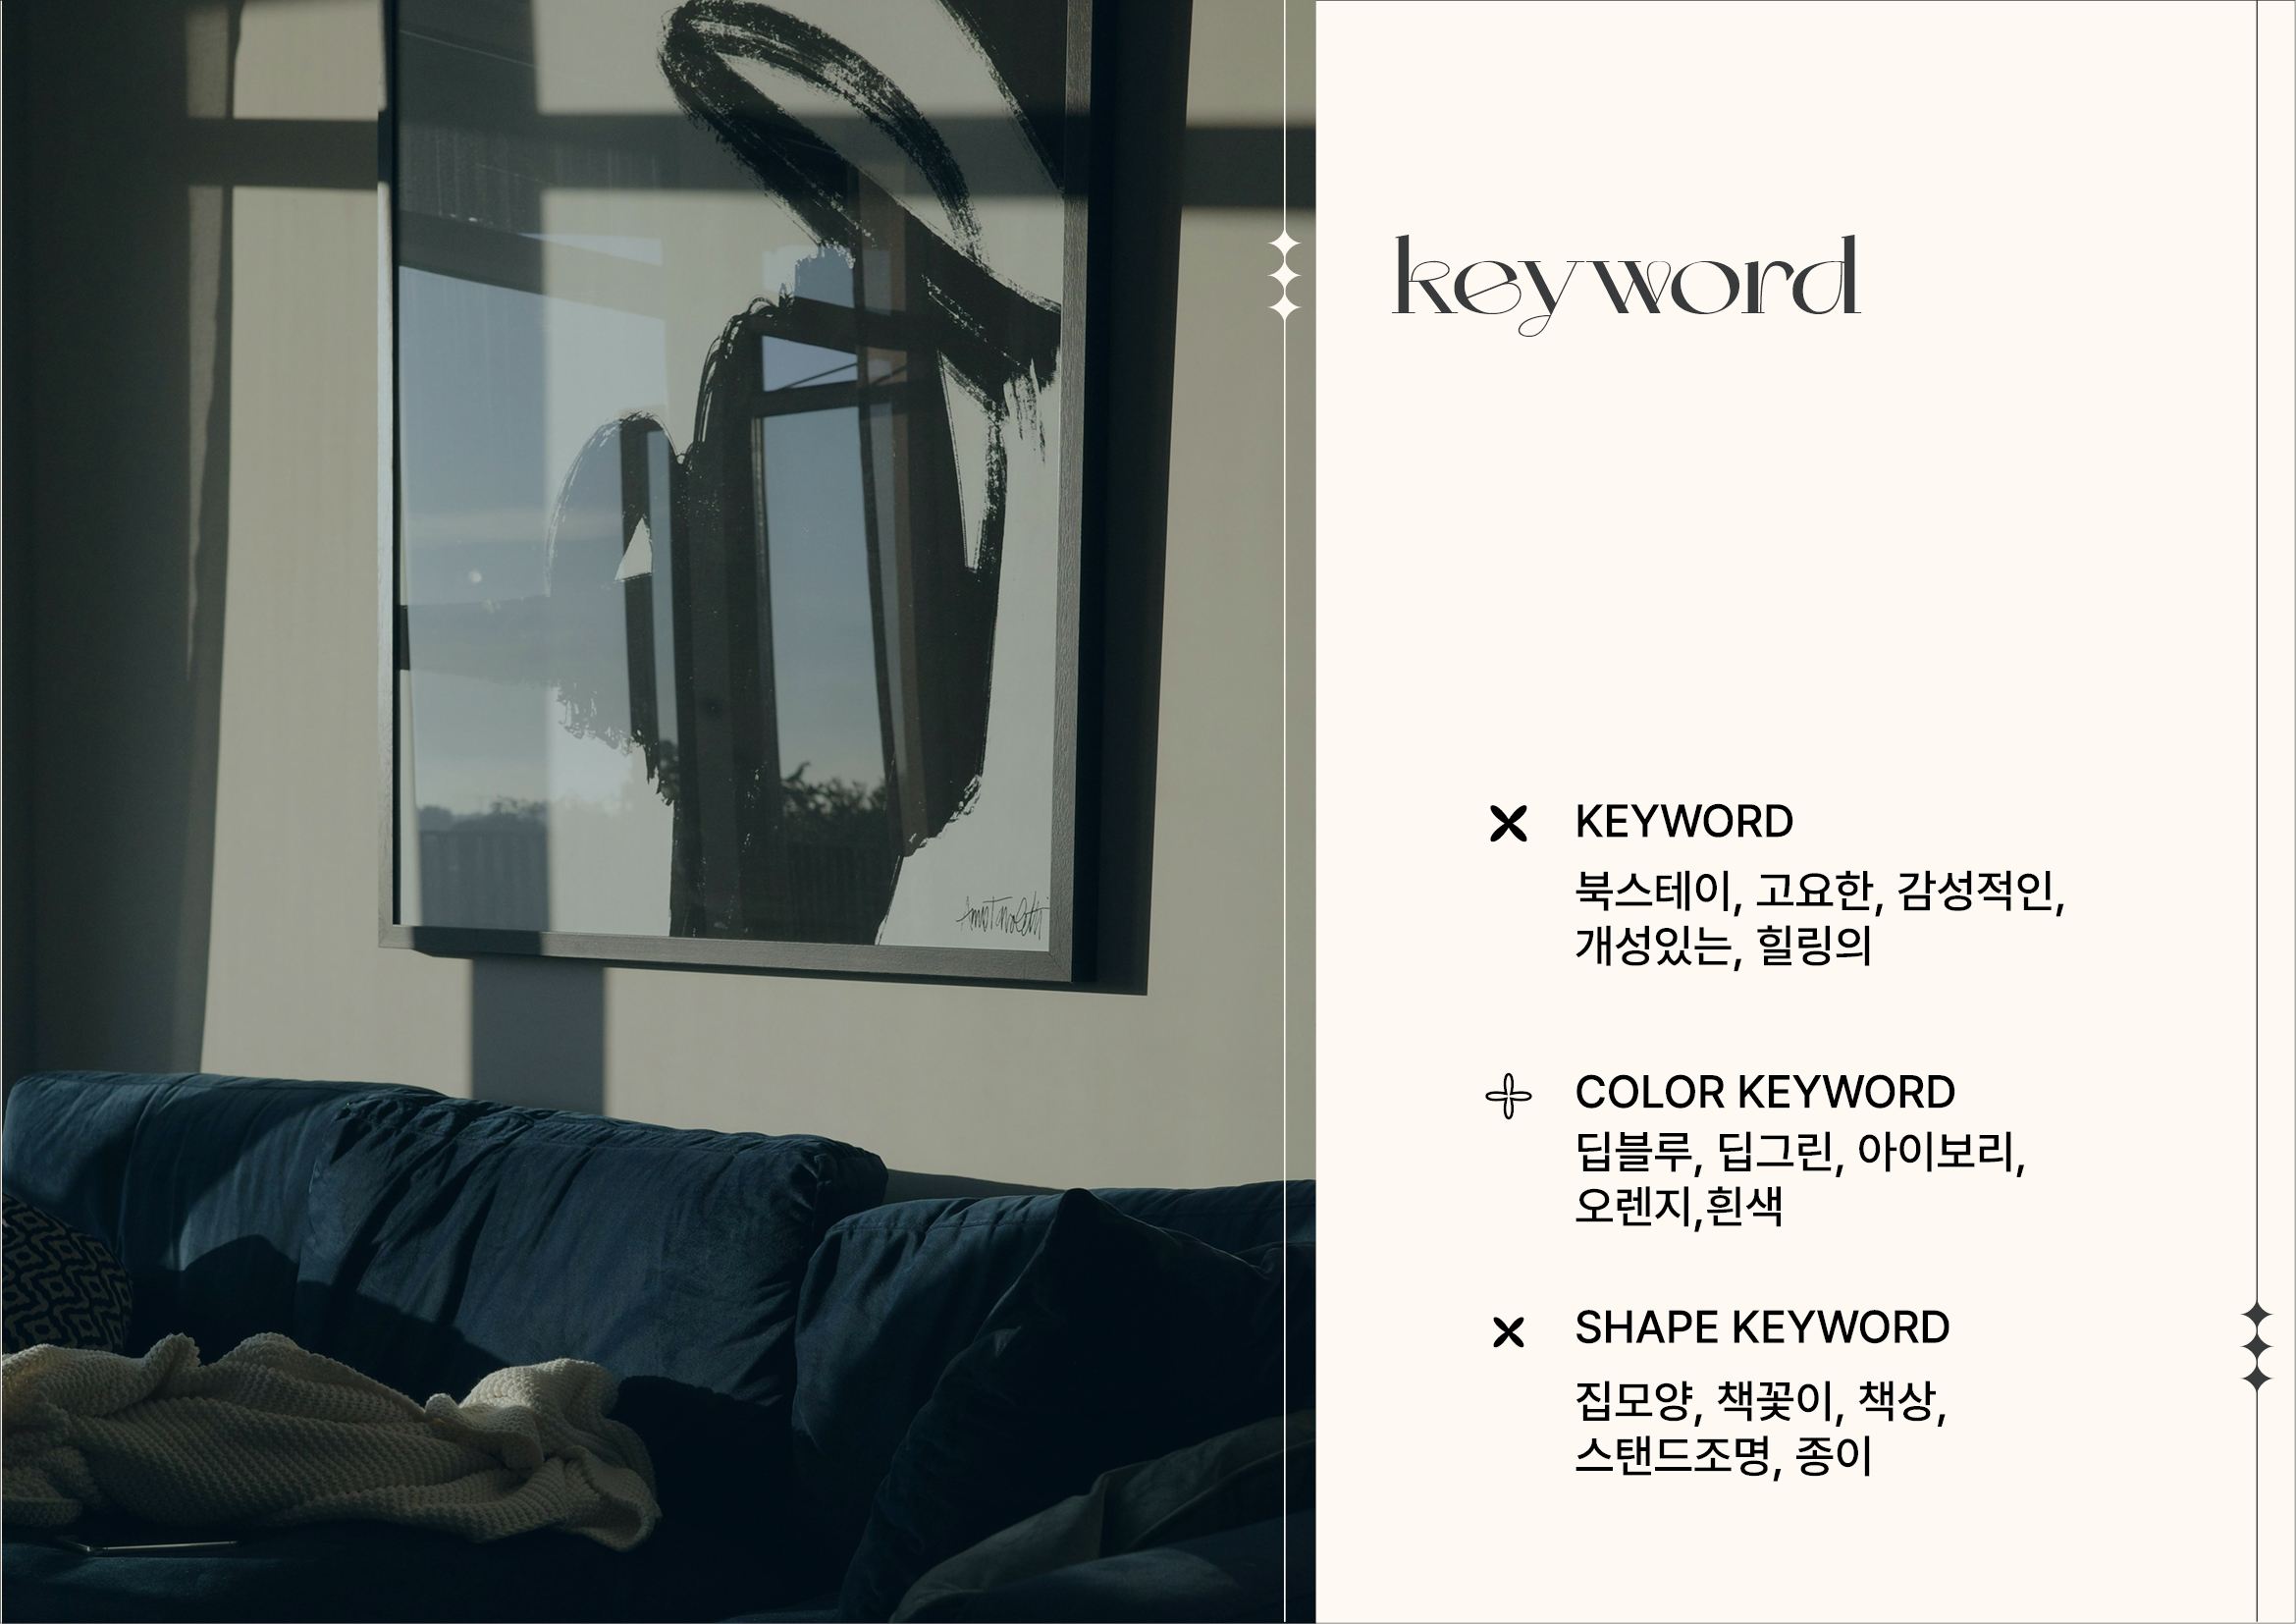 keyword
KEYWORD
북스테이, 고요한, 감성적인,
개성있는, 힐링의
COLOR KEYWORD
딥블루, 딥그린, 아이보리,
오렌지,흰색
SHAPE KEYWORD
집모양, 책꽂이, 책상,
스탠드조명, 종이